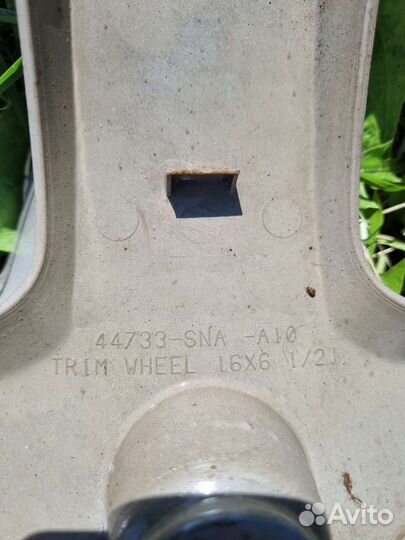 44733-SNA -A10
TRIM WHEEL 16X6 1/2J
Avito